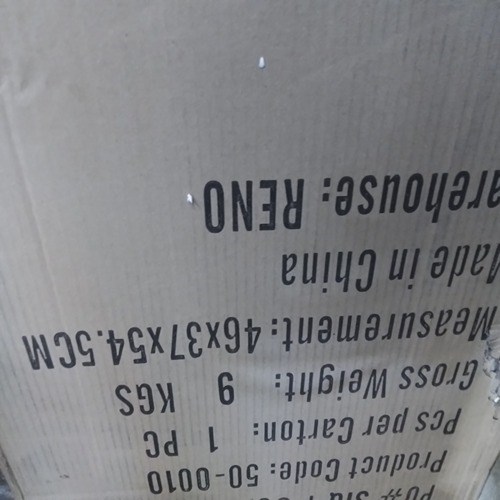 PO#
Product Code: 50-0010
Pcs per Carton: 1 PC
Gross Weight: 9 KGS
Measurement: 46x37x54.5CM
Made in China
arehouse: RENO